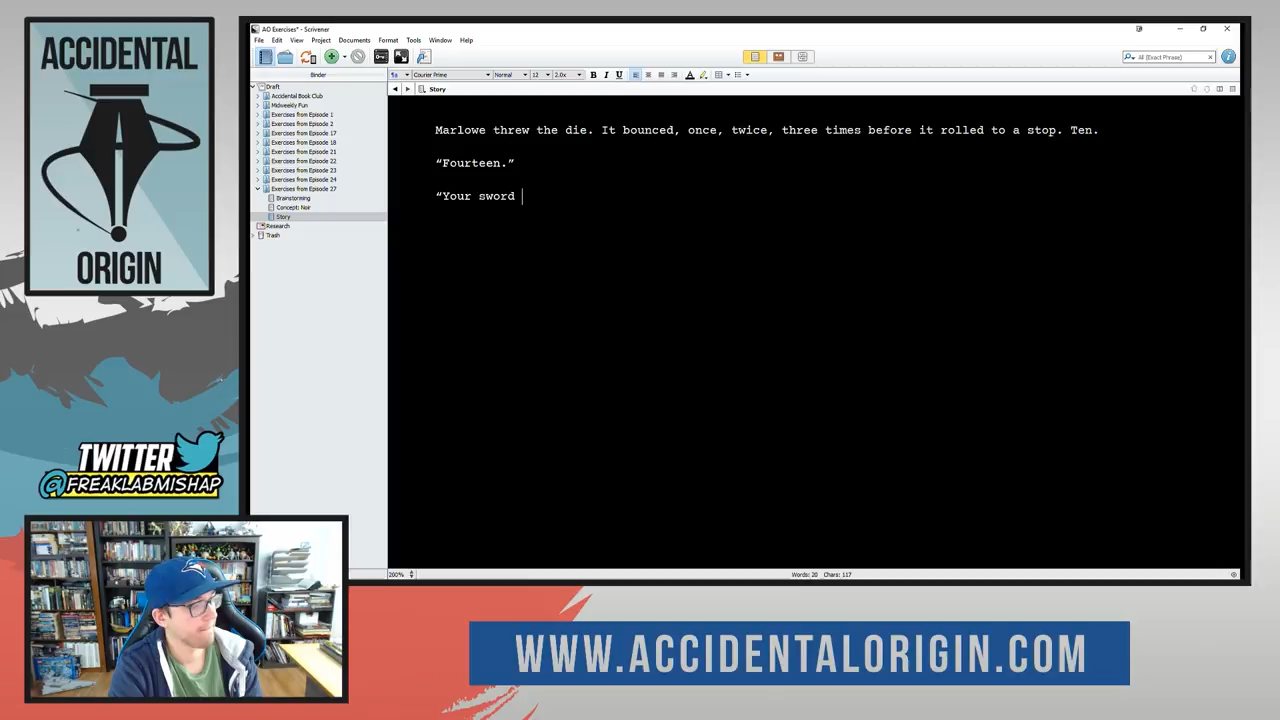 ACCIDENTAL
ORIGIN
TWITTER
@FREAKLABMISHAP
AO Exercises* - Scrivener
File Edit View Project Documents Format Tools Window Help
All (Exact Phrase)
Binder
Courier Prime Normal 12 2.0x B I U A
Draft
Accidental Book Club
Midweekly Fun
Exercises from Episode 1
Exercises from Episode 2
Exercises from Episode 17
Exercises from Episode 18
Exercises from Episode 21
Exercises from Episode 22
Exercises from Episode 23
Exercises from Episode 24
Exercises from Episode 27
Brainstorming
Concept: Noir
Story
Research
Trash
Story
Marlowe threw the die. It bounced, once, twice, three times before it rolled to a stop. Ten.
“Fourteen.”
“Your sword
200%
Words: 20 Chars: 117
WWW.ACCIDENTALORIGIN.COM